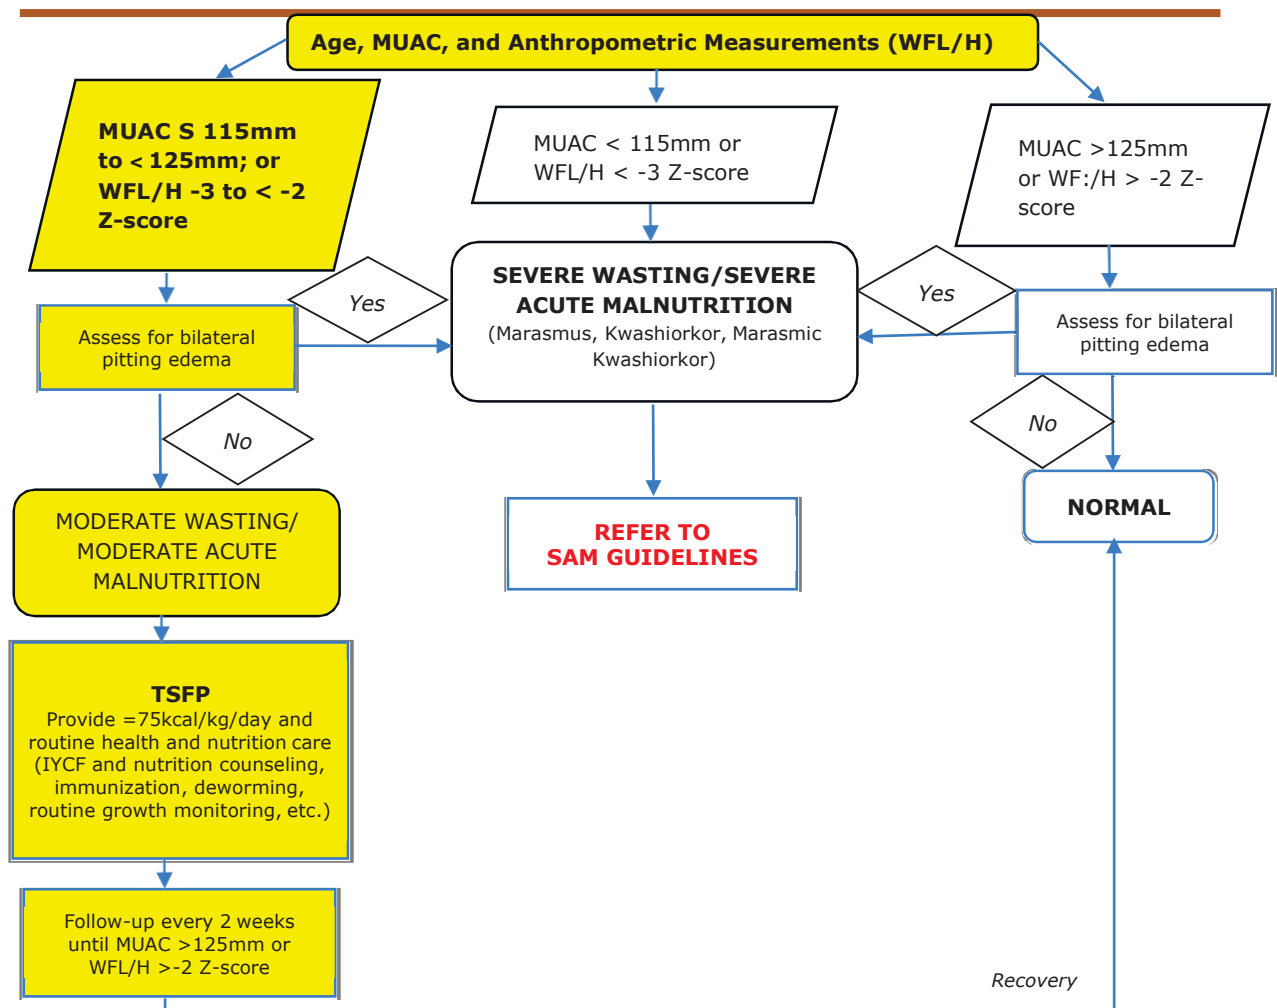 Age, MUAC, and Anthropometric Measurements (WFL/H)
MUAC S 115mm
to < 125mm; or
WFL/H -3 to < -2
Z-score
MUAC < 115mm or
WFL/H < -3 Z-score
MUAC >125mm
or WF:/H > -2 Z-
score
Yes
SEVERE WASTING/SEVERE
ACUTE MALNUTRITION
(Marasmus, Kwashiorkor, Marasmic
Kwashiorkor)
Yes
Assess for bilateral
pitting edema
Assess for bilateral
pitting edema
No
No
MODERATE WASTING/
MODERATE ACUTE
MALNUTRITION
REFER TO
SAM GUIDELINES
NORMAL
TSFP
Provide =75kcal/kg/day and
routine health and nutrition care
(IYCF and nutrition counseling,
immunization, deworming,
routine growth monitoring, etc.)
Follow-up every 2 weeks
until MUAC >125mm or
WFL/H >-2 Z-score
Recovery